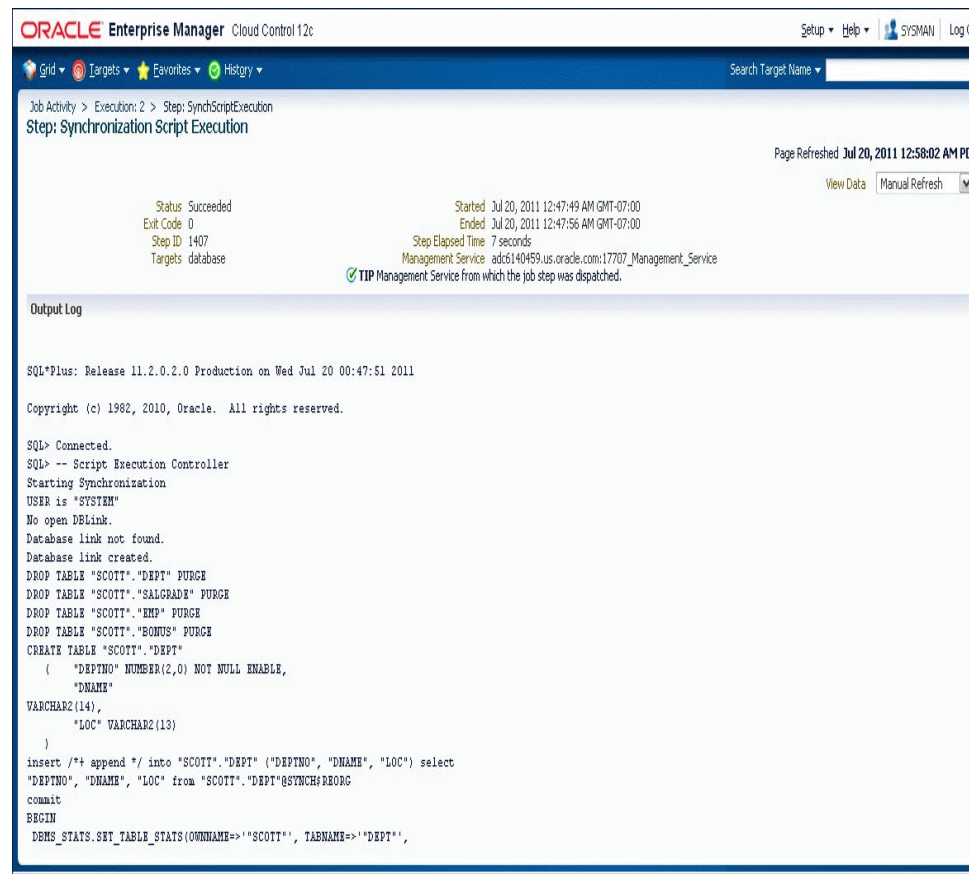 ORACLE Enterprise Manager Cloud Control 12c
Setup Help SYSMAN Log
Grid Targets Favorites History
Search Target Name
Job Activity > Execution: 2 > Step: SynchScriptExecution
Step: Synchronization Script Execution
Page Refreshed Jul 20, 2011 12:58:02 AM
View Data Manual Refresh
Status Succeeded
Exit Code 0
Step ID 1407
Targets database
Started Jul 20, 2011 12:47:49 AM GMT-07:00
Ended Jul 20, 2011 12:47:56 AM GMT-07:00
Step Elapsed Time 7 seconds
Management Service adc6140459.us.oracle.com:17707_Management_Service
TIP Management Service from which the job step was dispatched.
Output Log
SQL*Plus: Release 11.2.0.2.0 Production on Wed Jul 20 00:47:51 2011
Copyright (c) 1982, 2010, Oracle. All rights reserved.
SQL> Connected.
SQL> -- Script Execution Controller
Starting Synchronization
USER is "SYSTEM"
No open DBLink.
Database link not found.
Database link created.
DROP TABLE "SCOTT"."DEPT" PURGE
DROP TABLE "SCOTT"."SALGRADE" PURGE
DROP TABLE "SCOTT"."EMP" PURGE
DROP TABLE "SCOTT"."BONUS" PURGE
CREATE TABLE "SCOTT"."DEPT"
( "DEPTNO" NUMBER(2,0) NOT NULL ENABLE,
"DNAME"
VARCHAR2(14),
"LOC" VARCHAR2(13)
)
insert /*+ append */ into "SCOTT"."DEPT" ("DEPTNO", "DNAME", "LOC") select
"DEPTNO", "DNAME", "LOC" from "SCOTT"."DEPT"@SYNCH$REORG
commit
BEGIN
DBMS_STATS.SET_TABLE_STATS(OWNNAME=>'"SCOTT"', TABNAME=>'"DEPT"',